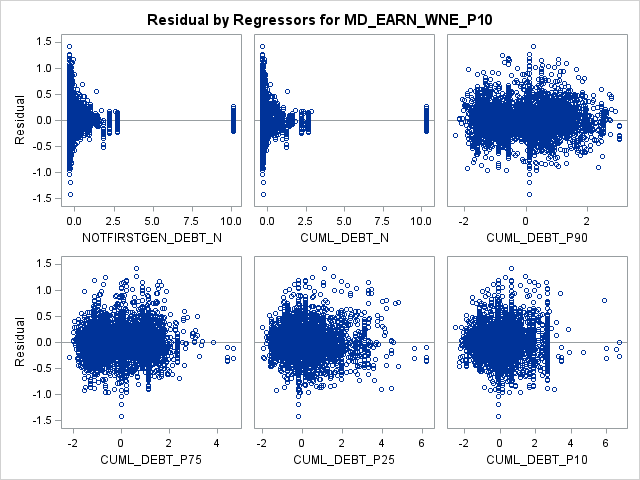 Residual by Regressors for MD_EARN_WNE_P10
Residual
1.5
1.0
0.5
0.0
-0.5
-1.0
-1.5
0.0 2.5 5.0 7.5 10.0
NOTFIRSTGEN_DEBT_N
0.0 2.5 5.0 7.5 10.0
CUML_DEBT_N
-2 0 2
CUML_DEBT_P90
Residual
1.5
1.0
0.5
0.0
-0.5
-1.0
-1.5
-2 0 2 4
CUML_DEBT_P75
-2 0 2 4 6
CUML_DEBT_P25
-2 0 2 4 6
CUML_DEBT_P10